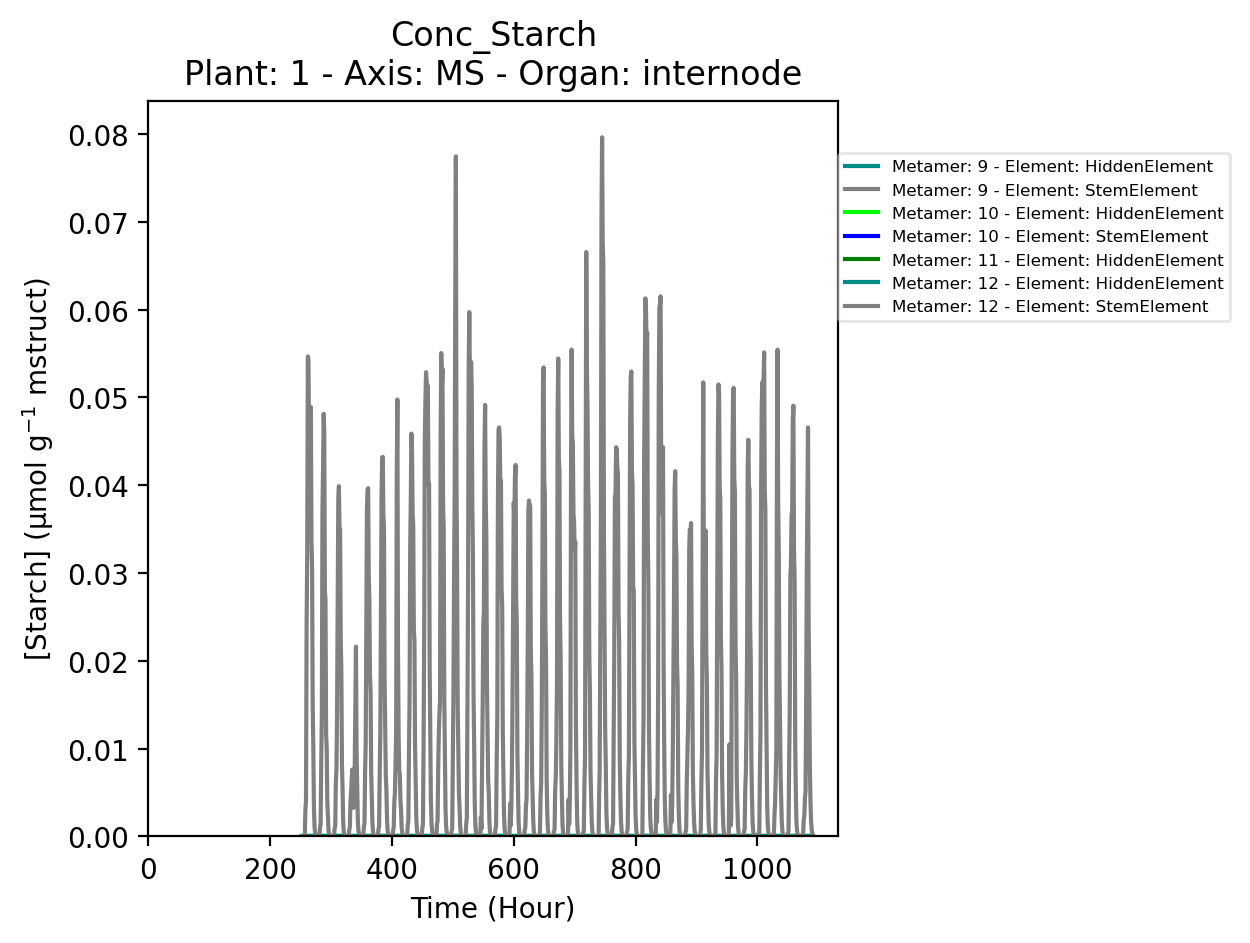 Conc_Starch
Plant: 1 - Axis: MS - Organ: internode
0.08
0.07
0.06
0.05
0.04
0.03
0.02
0.01
0.00
[Starch] (µmol g⁻¹ mstruct)
0 200 400 600 800 1000
Time (Hour)
Metamer: 9 - Element: HiddenElement
Metamer: 9 - Element: StemElement
Metamer: 10 - Element: HiddenElement
Metamer: 10 - Element: StemElement
Metamer: 11 - Element: HiddenElement
Metamer: 12 - Element: HiddenElement
Metamer: 12 - Element: StemElement